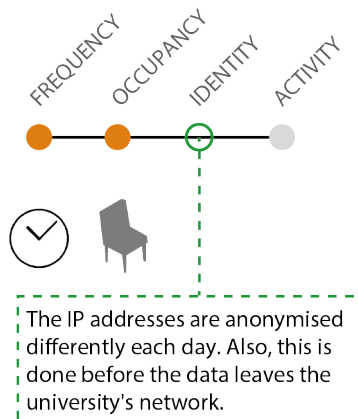 FREQUENCY
OCCUPANCY
IDENTITY
ACTIVITY
The IP addresses are anonymised
differently each day. Also, this is
done before the data leaves the
university's network.